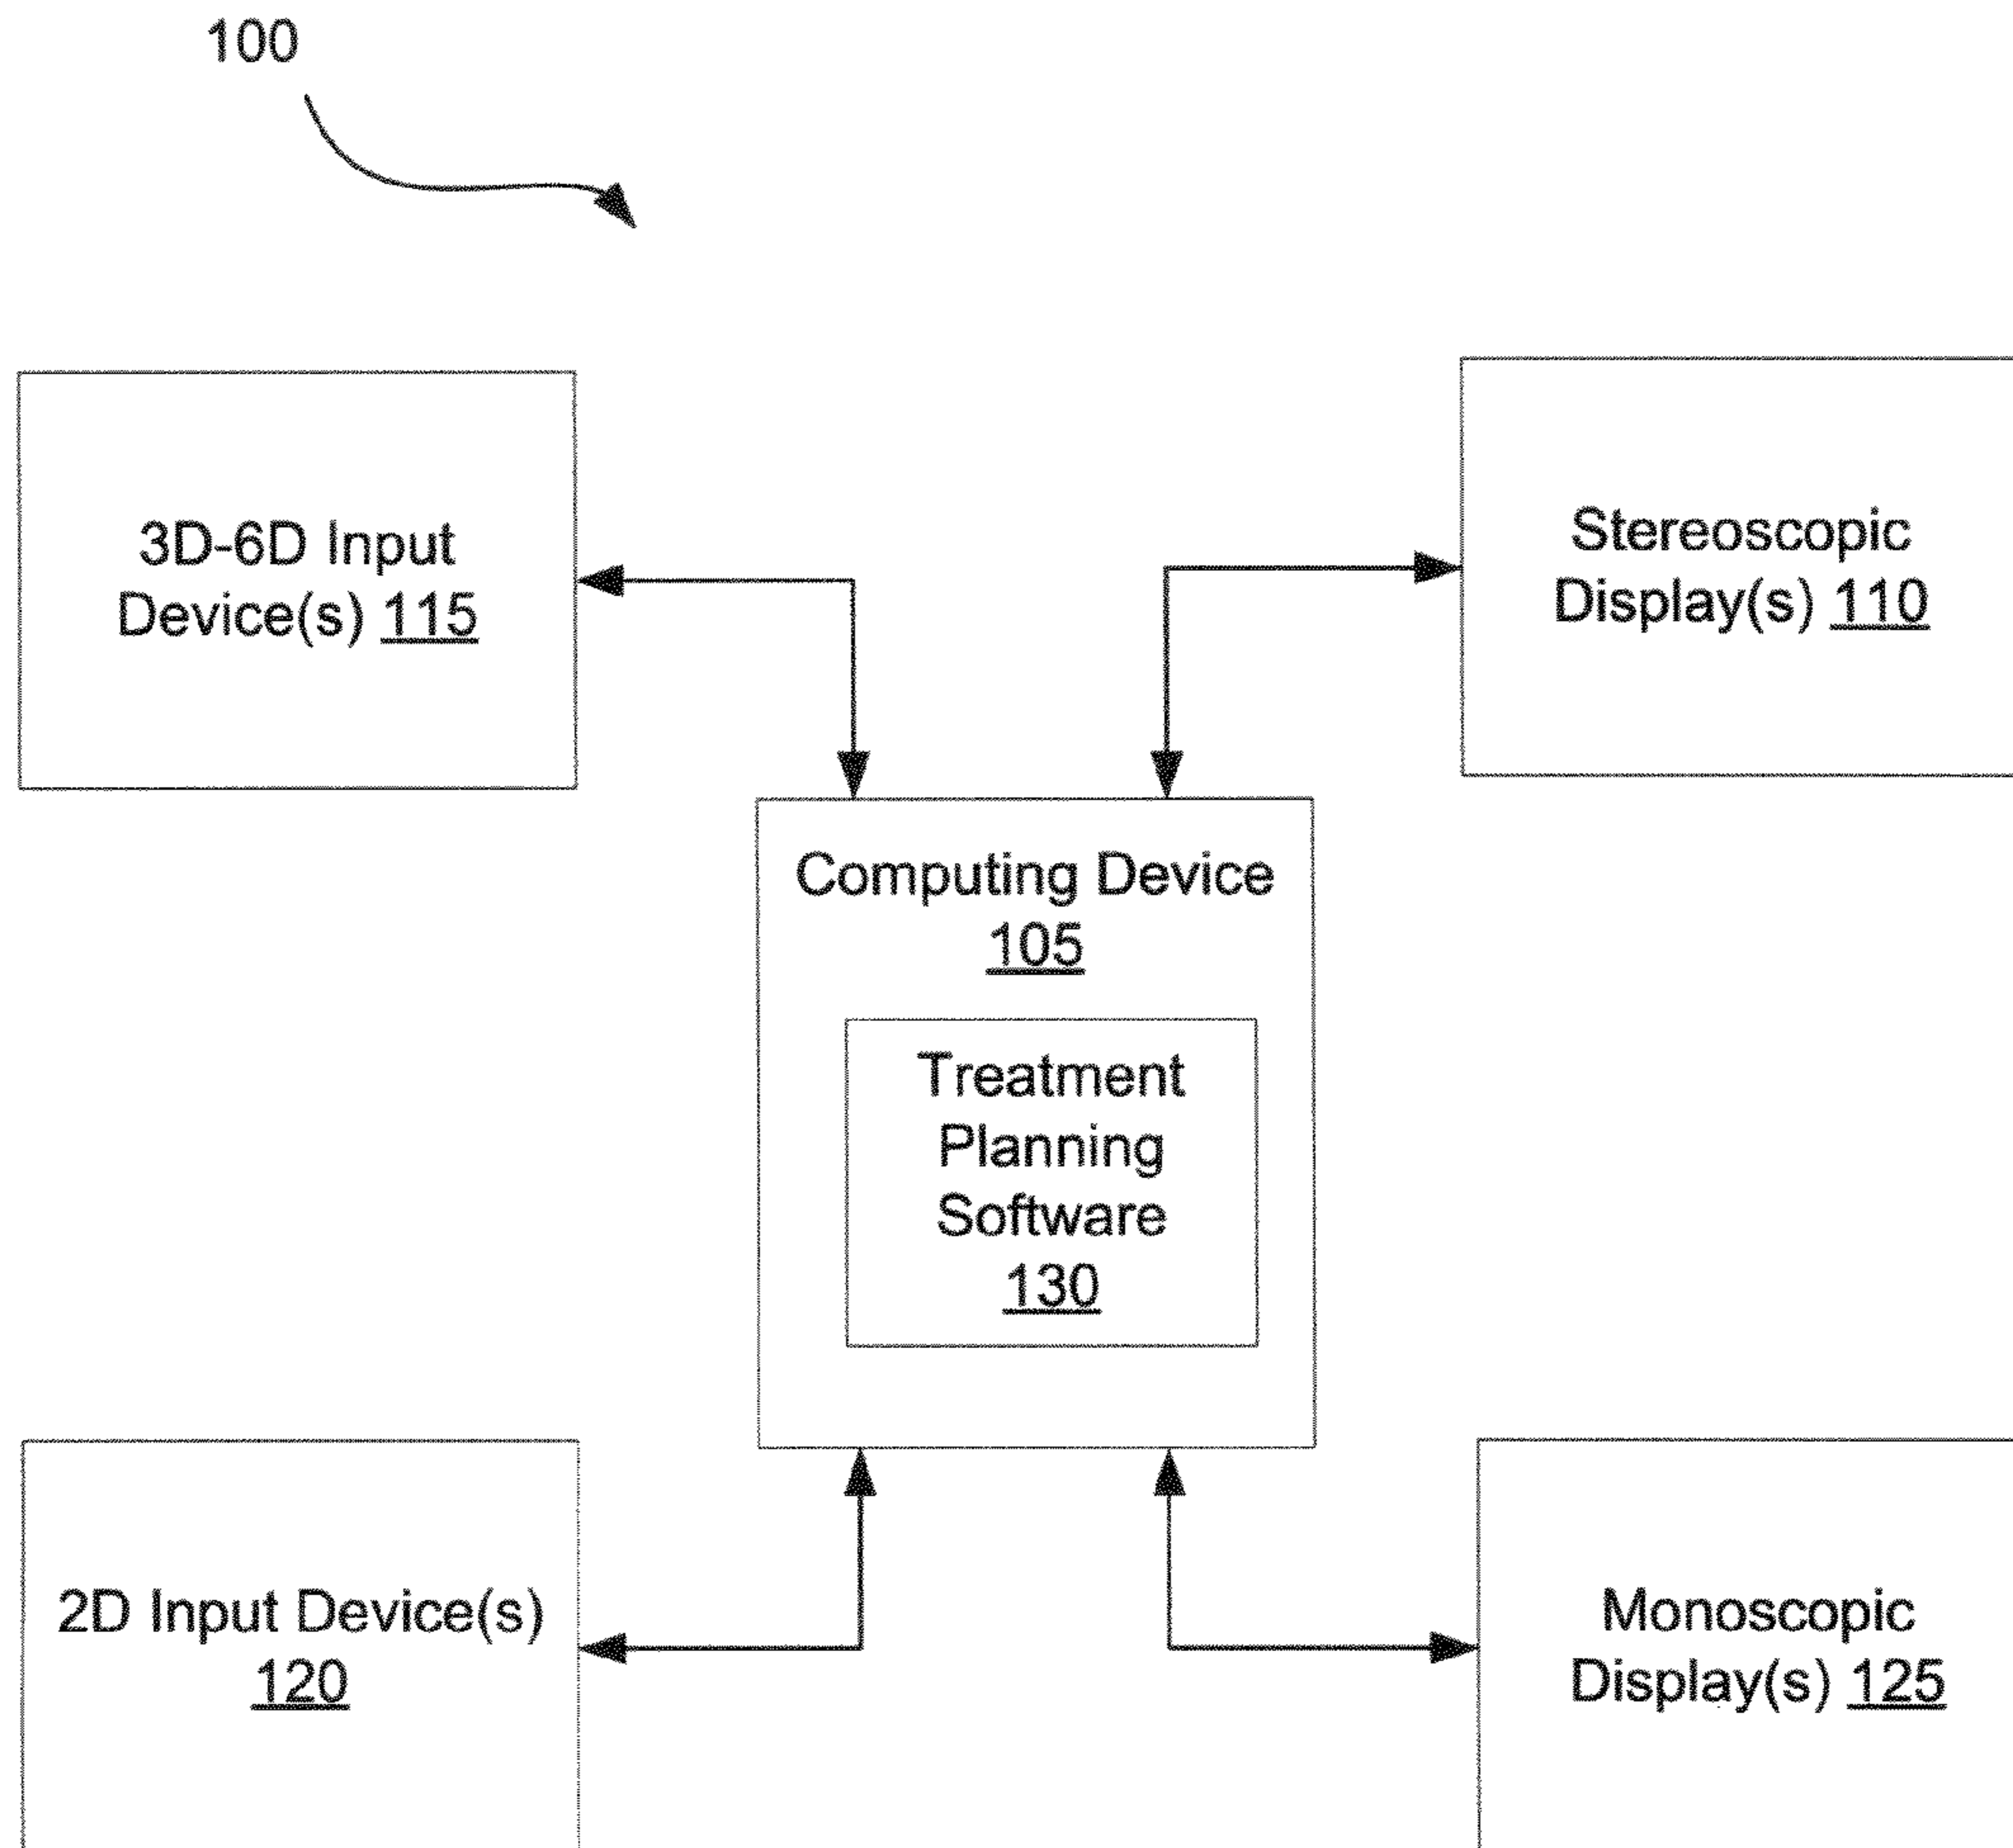 100
3D-6D Input
Device(s) 115
Stereoscopic
Display(s) 110
Computing Device
105
Treatment
Planning
Software
130
2D Input Device(s)
120
Monoscopic
Display(s) 125